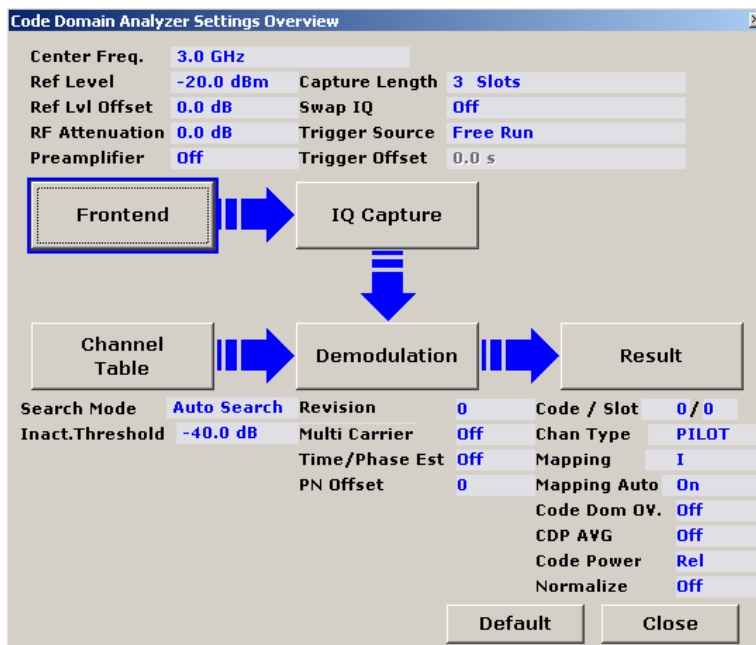 Code Domain Analyzer Settings Overview
Center Freq. 3.0 GHz
Ref Level -20.0 dBm Capture Length 3 Slots
Ref Lvl Offset 0.0 dB Swap IQ Off
RF Attenuation 0.0 dB Trigger Source Free Run
Preamplifier Off Trigger Offset 0.0 s
Frontend IQ Capture
Channel Table Demodulation Result
Search Mode Auto Search Revision 0 Code / Slot 0/0
Inact.Threshold -40.0 dB Multi Carrier Off Chan Type PILOT
Time/Phase Est Off Mapping I
PN Offset 0 Mapping Auto On
Code Dom OV. Off
CDP AVG Off
Code Power Rel
Normalize Off
Default Close